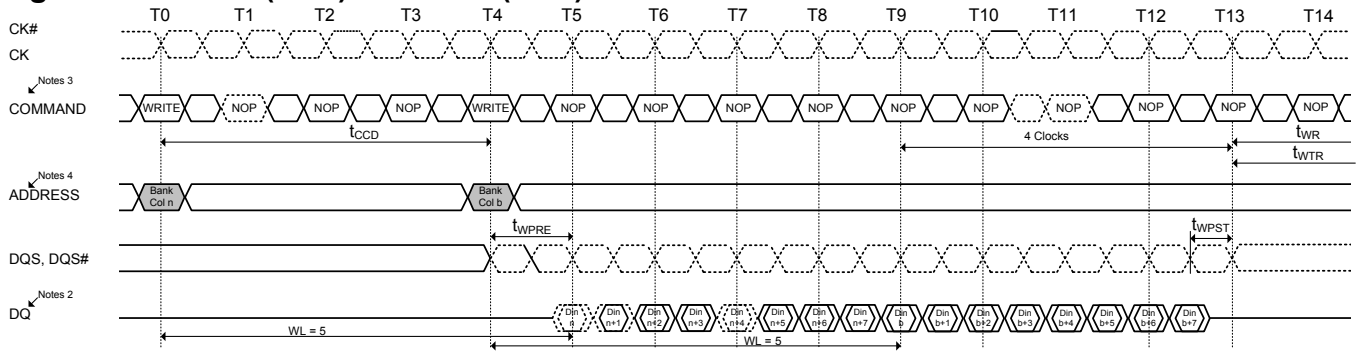 T0 T1 T2 T3 T4 T5 T6 T7 T8 T9 T10 T11 T12 T13 T14
CK#
CK
Notes 3
COMMAND WRITE NOP NOP NOP WRITE NOP NOP NOP NOP NOP NOP NOP NOP NOP NOP
tCCD 4 Clocks tWR
tWTR
Notes 4
ADDRESS Bank Col n Bank Col b
tWPRE tWPST
DQS, DQS#
Notes 2
DQ Din n Din n+1 Din n+2 Din n+3 Din n+4 Din n+5 Din n+6 Din n+7 Din b Din b+1 Din b+2 Din b+3 Din b+4 Din b+5 Din b+6 Din b+7
WL = 5 WL = 5